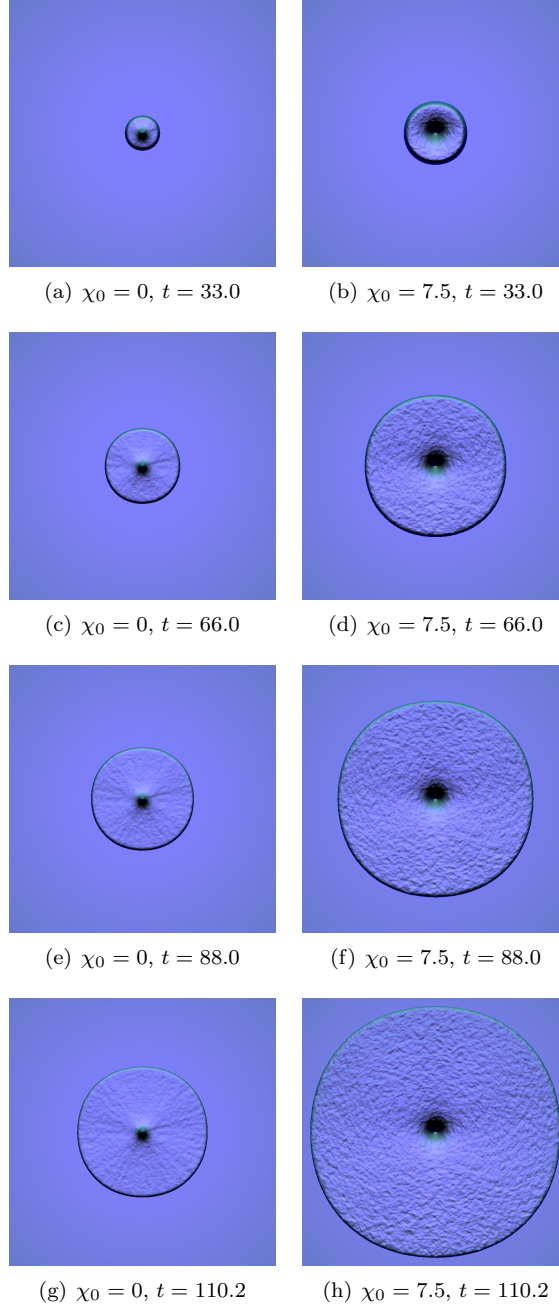 (a) χ₀ = 0, t = 33.0
(b) χ₀ = 7.5, t = 33.0
(c) χ₀ = 0, t = 66.0
(d) χ₀ = 7.5, t = 66.0
(e) χ₀ = 0, t = 88.0
(f) χ₀ = 7.5, t = 88.0
(g) χ₀ = 0, t = 110.2
(h) χ₀ = 7.5, t = 110.2